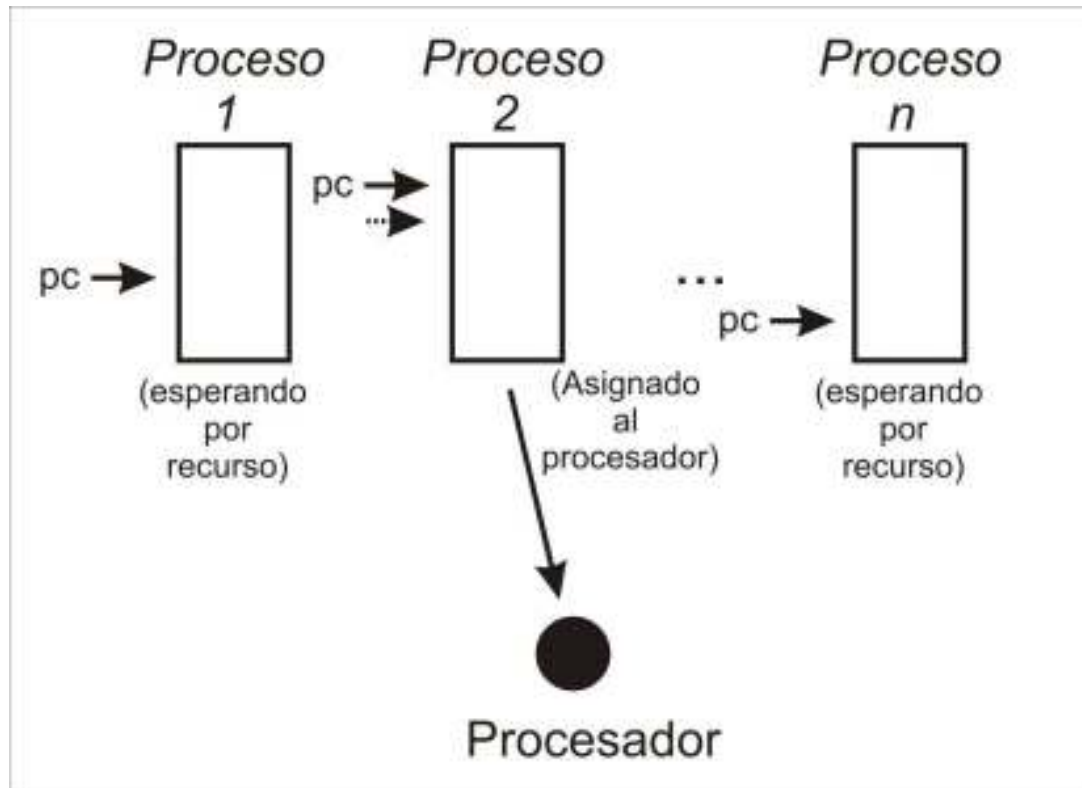 Proceso
1
Proceso
2
Proceso
n
pc
pc
...
pc
(esperando
por
recurso)
(Asignado
al
procesador)
(esperando
por
recurso)
Procesador